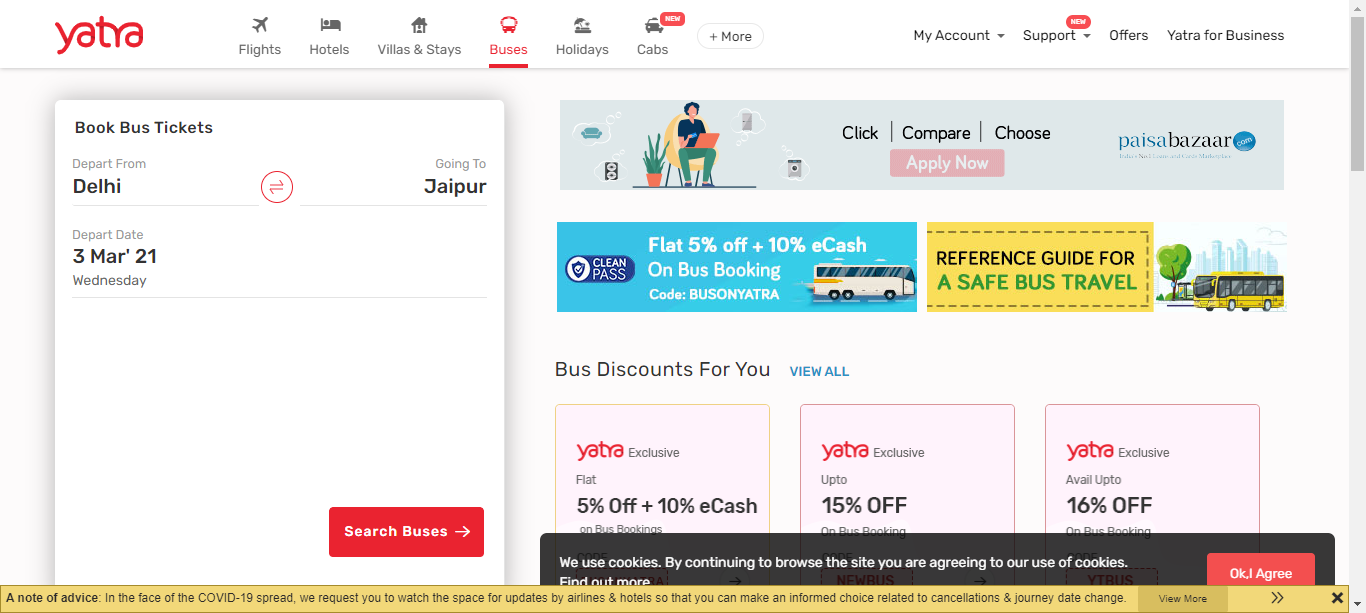 yatra
Flights
Hotels
Villas & Stays
Buses
Holidays
NEW
Cabs
+ More
My Account
NEW
Support
Offers
Yatra for Business
Book Bus Tickets
Depart From
Going To
Delhi
Jaipur
Depart Date
3 Mar' 21
Wednesday
Search Buses
Click | Compare | Choose
Apply Now
paisabazaar.com
CLEAN
PASS
Flat 5% off + 10% eCash
On Bus Booking
Code: BUSONYATRA
REFERENCE GUIDE FOR
A SAFE BUS TRAVEL
Bus Discounts For You
VIEW ALL
yatra Exclusive
Flat
5% Off + 10% eCash
on Bus Bookings
yatra Exclusive
Upto
15% OFF
On Bus Booking
CODE
NEWBUS
yatra Exclusive
Avail Upto
16% OFF
On Bus Booking
CODE
YTBUS
We use cookies. By continuing to browse the site you are agreeing to our use of cookies.
Find out more
Ok,I Agree
A note of advice: In the face of the COVID-19 spread, we request you to watch the space for updates by airlines & hotels so that you can make an informed choice related to cancellations & journey date change.
View More